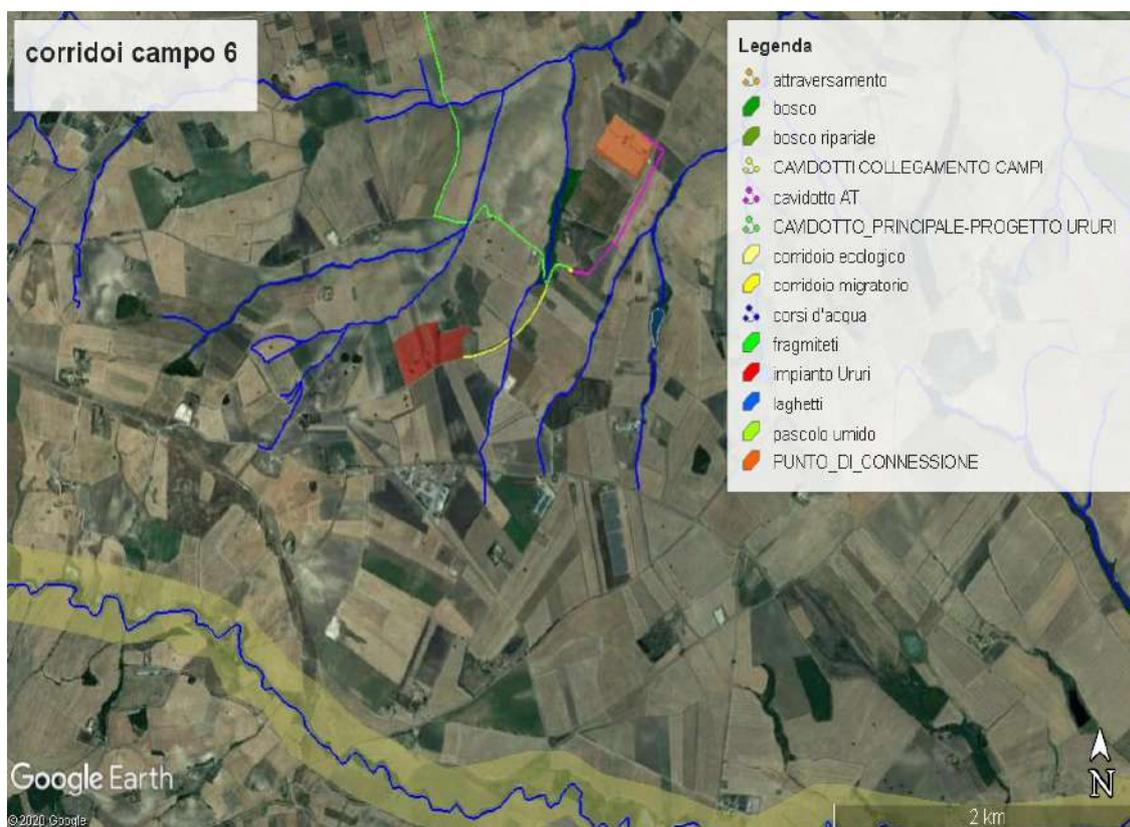 corridoi campo 6
Legenda
attraversamento
bosco
bosco ripariale
CAVIDOTTI COLLEGAMENTO CAMPI
cavidotto AT
CAVIDOTTO_PRINCIPALE-PROGETTO URURI
corridoio ecologico
corridoio migratorio
corsi d'acqua
fragmiteti
impianto Ururi
laghetti
pascolo umido
PUNTO_DI_CONNESSIONE
N
Google Earth
2 km
© 2020 Google